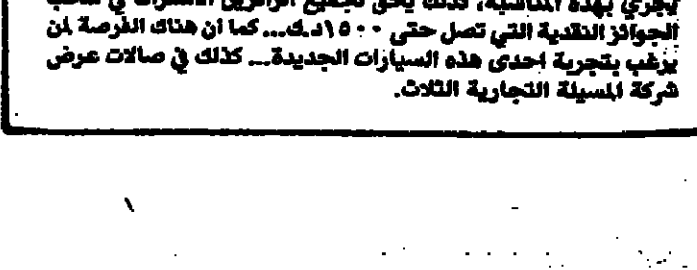 يجري بهذه المناسبة، كذلك يحق لجميع الزائرين الاشتراك في سحب
الجوائز النقدية التي تصل حتى ١٥٠٠د.ك... كما أن هناك الفرصة لمن
يرغب بتجربة احدى هذه السيارات الجديدة... كذلك في صالات عرض
شركة المسيلة التجارية الثلاث.